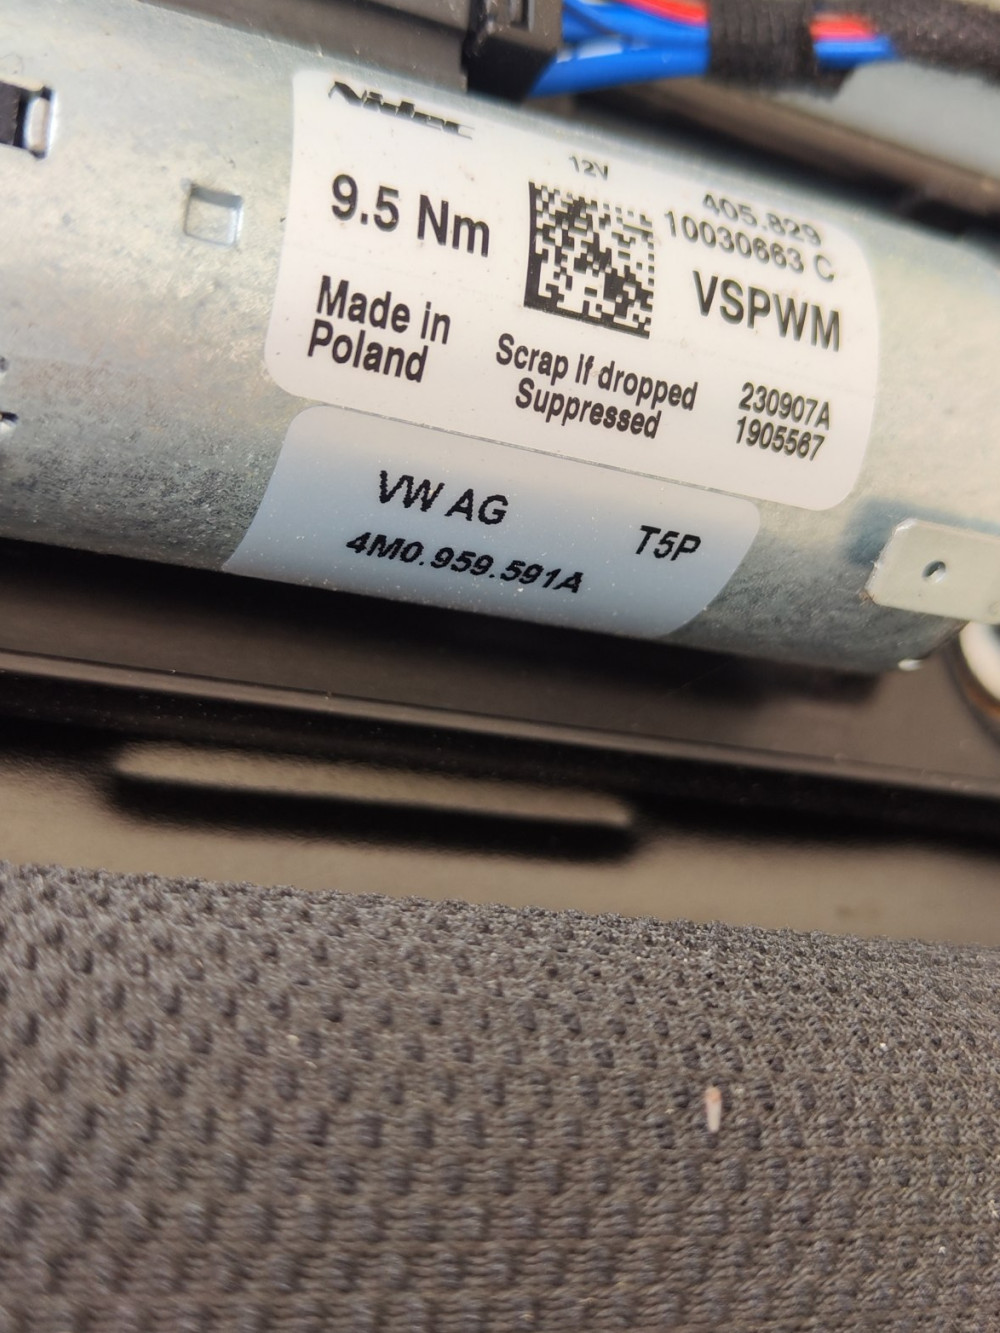 Nidec
12V
405.829
9.5 Nm
10030663 C
VSPWM
Made in
Poland
Scrap if dropped
Suppressed
230907A
1905567
VW AG
T5P
4M0.959.591A